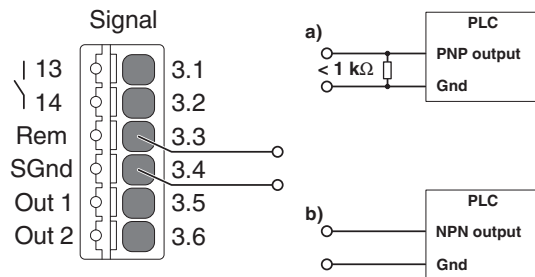 Signal
13
14
Rem
SGnd
Out 1
Out 2
3.1
3.2
3.3
3.4
3.5
3.6
a)
PLC
PNP output
< 1 kΩ
Gnd
b)
PLC
NPN output
Gnd